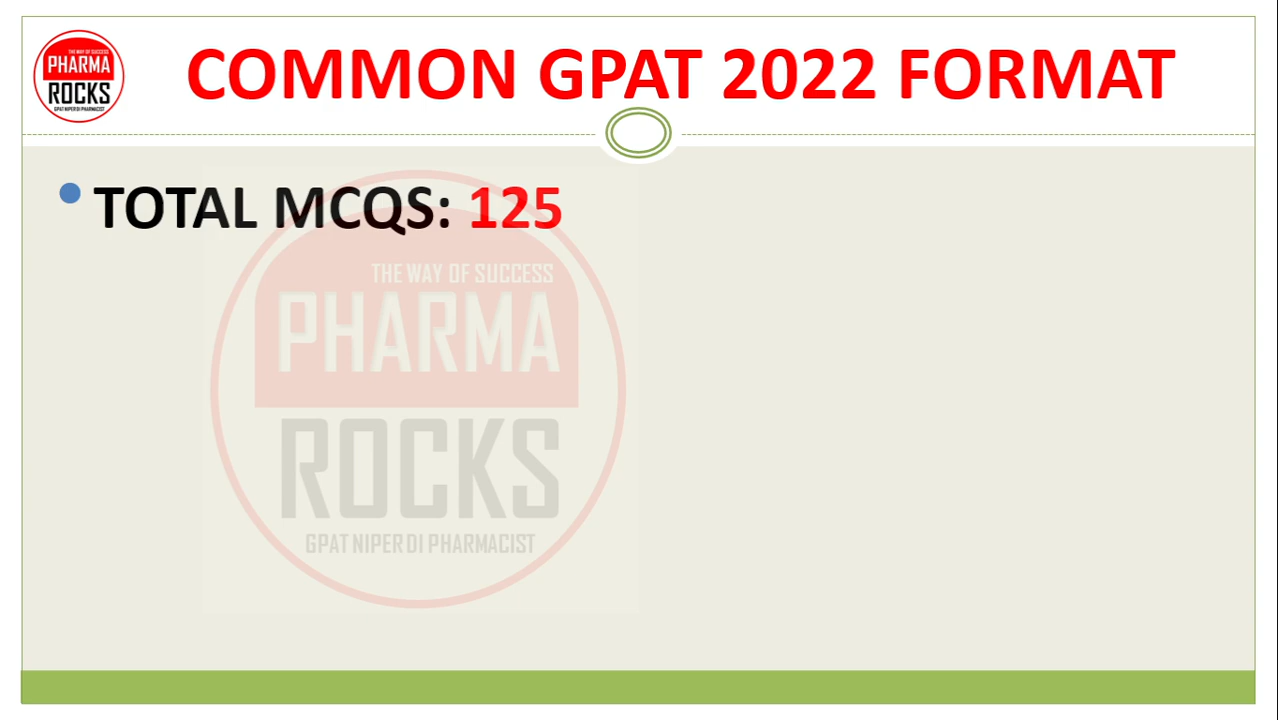 THE WAY OF SUCCESS
PHARMA
ROCKS
GPAT NIPER DI PHARMACIST
COMMON GPAT 2022 FORMAT
• TOTAL MCQS: 125
THE WAY OF SUCCESS
PHARMA
ROCKS
GPAT NIPER DI PHARMACIST